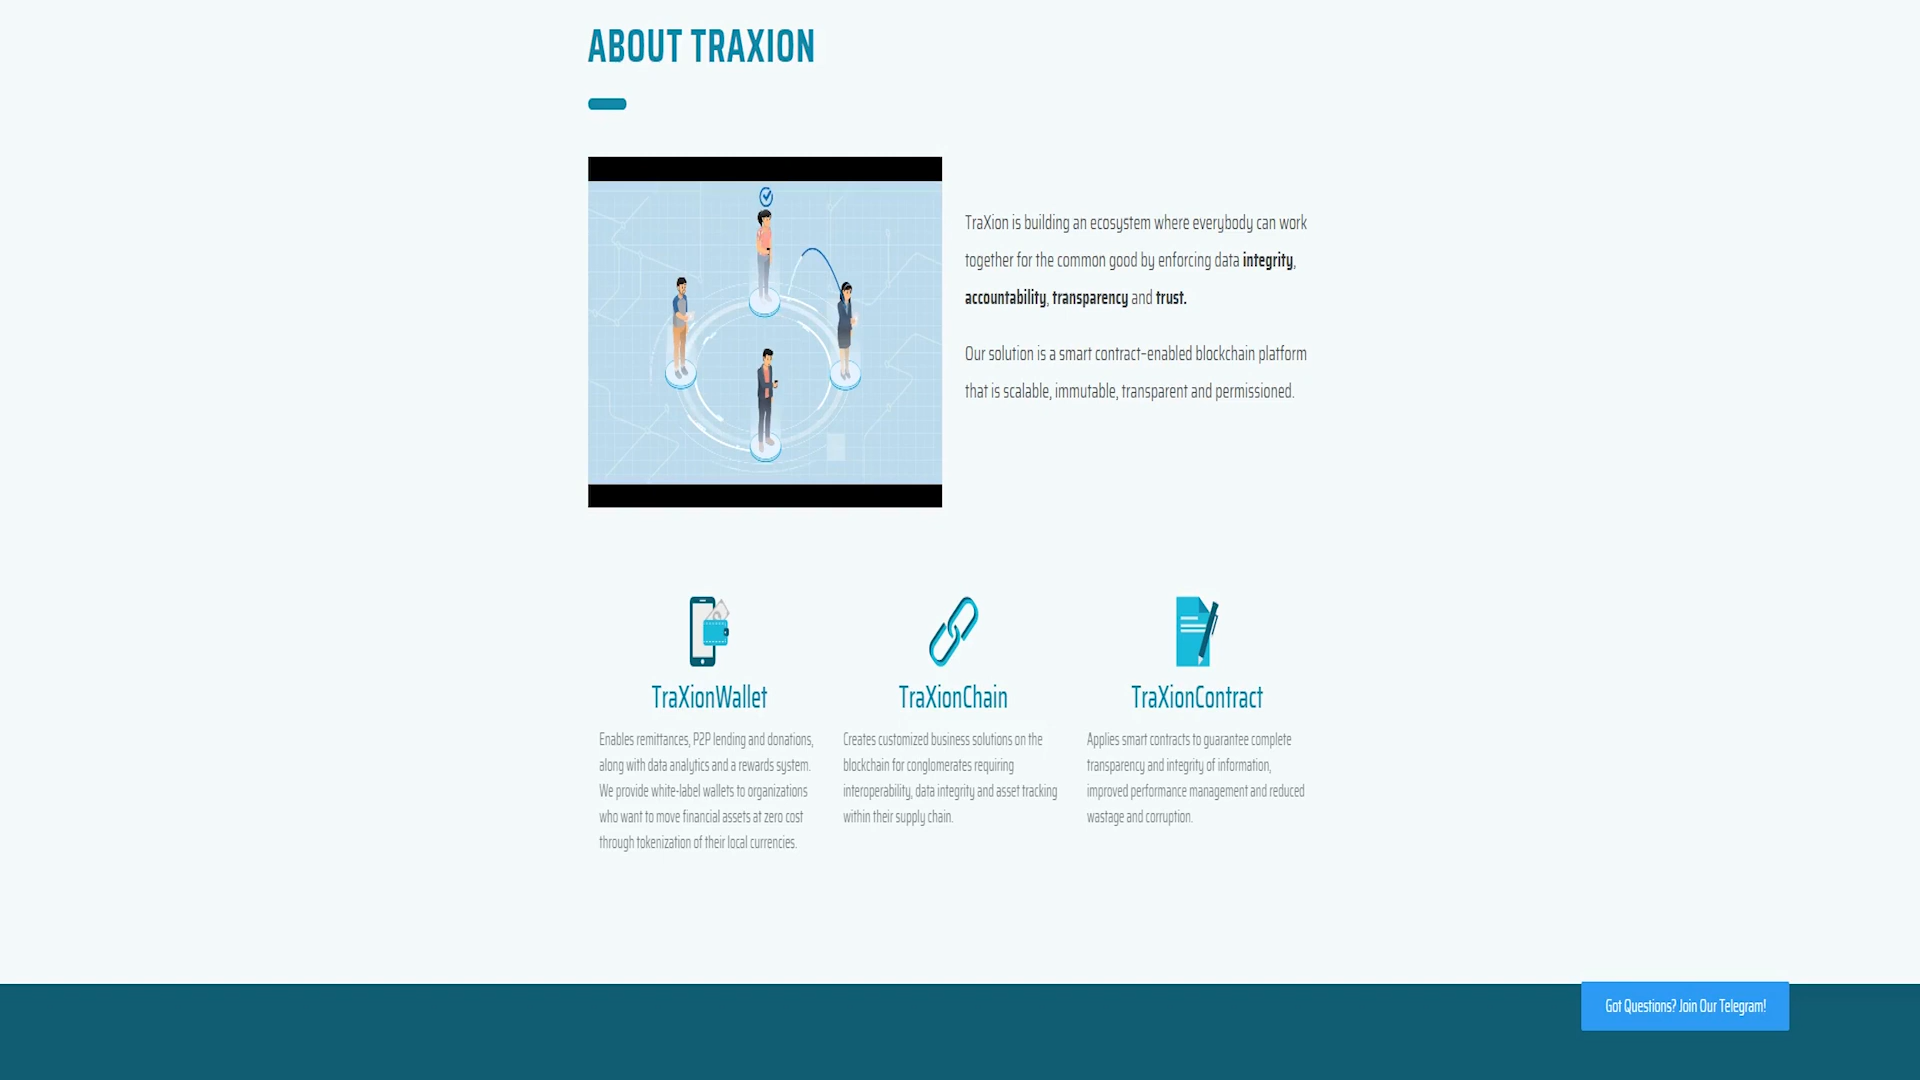 ABOUT TRAXION
TraXion is building an ecosystem where everybody can work
together for the common good by enforcing data integrity,
accountability, transparency and trust.
Our solution is a smart contract-enabled blockchain platform
that is scalable, immutable, transparent and permissioned.
TraXionWallet
Enables remittances, P2P lending and donations,
along with data analytics and a rewards system.
We provide white-label wallets to organizations
who want to move financial assets at zero cost
through tokenization of their local currencies.
TraXionChain
Creates customized business solutions on the
blockchain for conglomerates requiring
interoperability, data integrity and asset tracking
within their supply chain.
TraXionContract
Applies smart contracts to guarantee complete
transparency and integrity of information,
improved performance management and reduced
wastage and corruption.
Got Questions? Join Our Telegram!